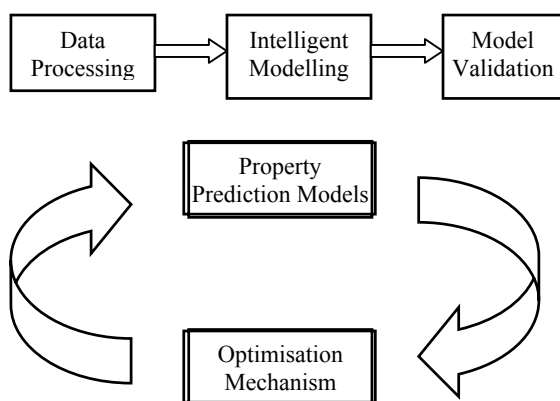 Data
Processing
Intelligent
Modelling
Model
Validation
Property
Prediction Models
Optimisation
Mechanism